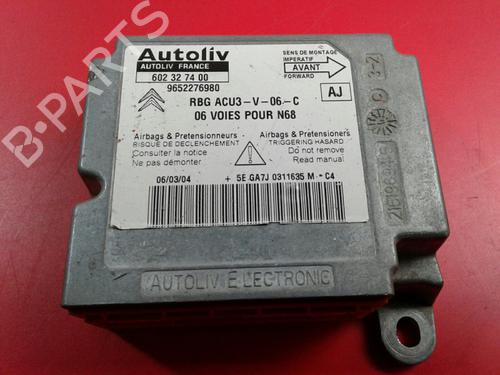 Autoliv
AUTOLIV FRANCE
602 32 74 00
9652276980
SENS DE MONTAGE
IMPERATIF
AVANT
FORWARD
AJ
RBG ACU3-V-06.-C
06 VOIES POUR N68
Airbags & Pretensionneurs
RISQUE DE DECLENCHEMENT
Consulter la notice
Ne pas démonter
Airbags & Pretensioners
TRIGGERING HAZARD
Do not remove
Read manual
06/03/04 + 5E GA7J 0311635 M * C4
AUTOLIV ELECTRONIC
B-PARTS